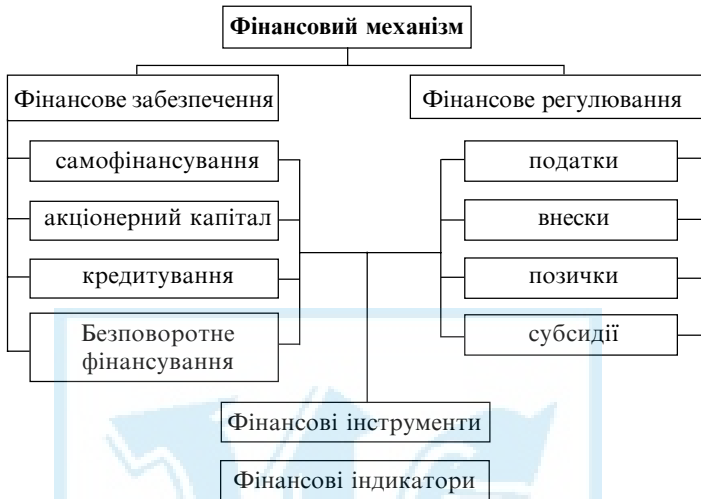 Фінансовий механізм
Фінансове забезпечення
Фінансове регулювання
самофінансування
податки
акціонерний капітал
внески
кредитування
позички
Безповоротне
фінансування
субсидії
Фінансові інструменти
Фінансові індикатори